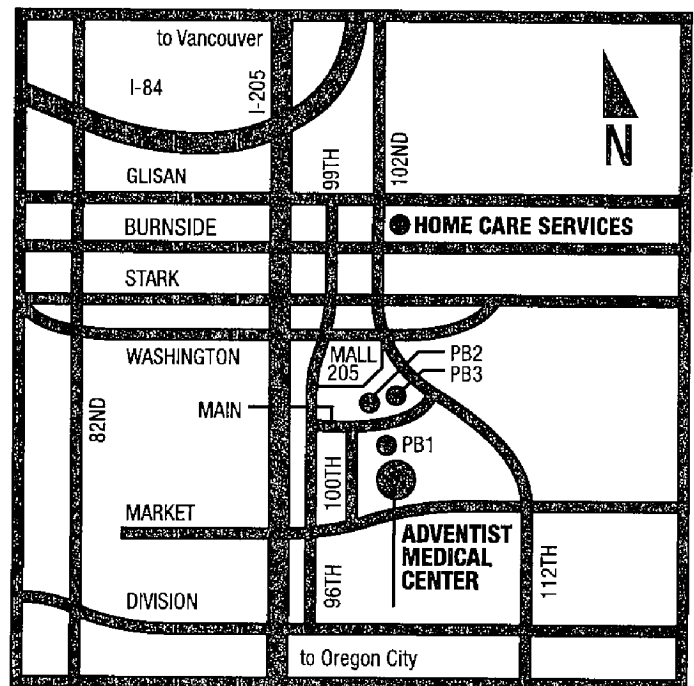 to Vancouver
I-84
I-205
99TH
102ND
N
GLISAN
BURNSIDE
HOME CARE SERVICES
STARK
WASHINGTON
MALL
205
PB2
PB3
MAIN
82ND
PB1
100TH
MARKET
ADVENTIST
MEDICAL
CENTER
96TH
112TH
DIVISION
to Oregon City